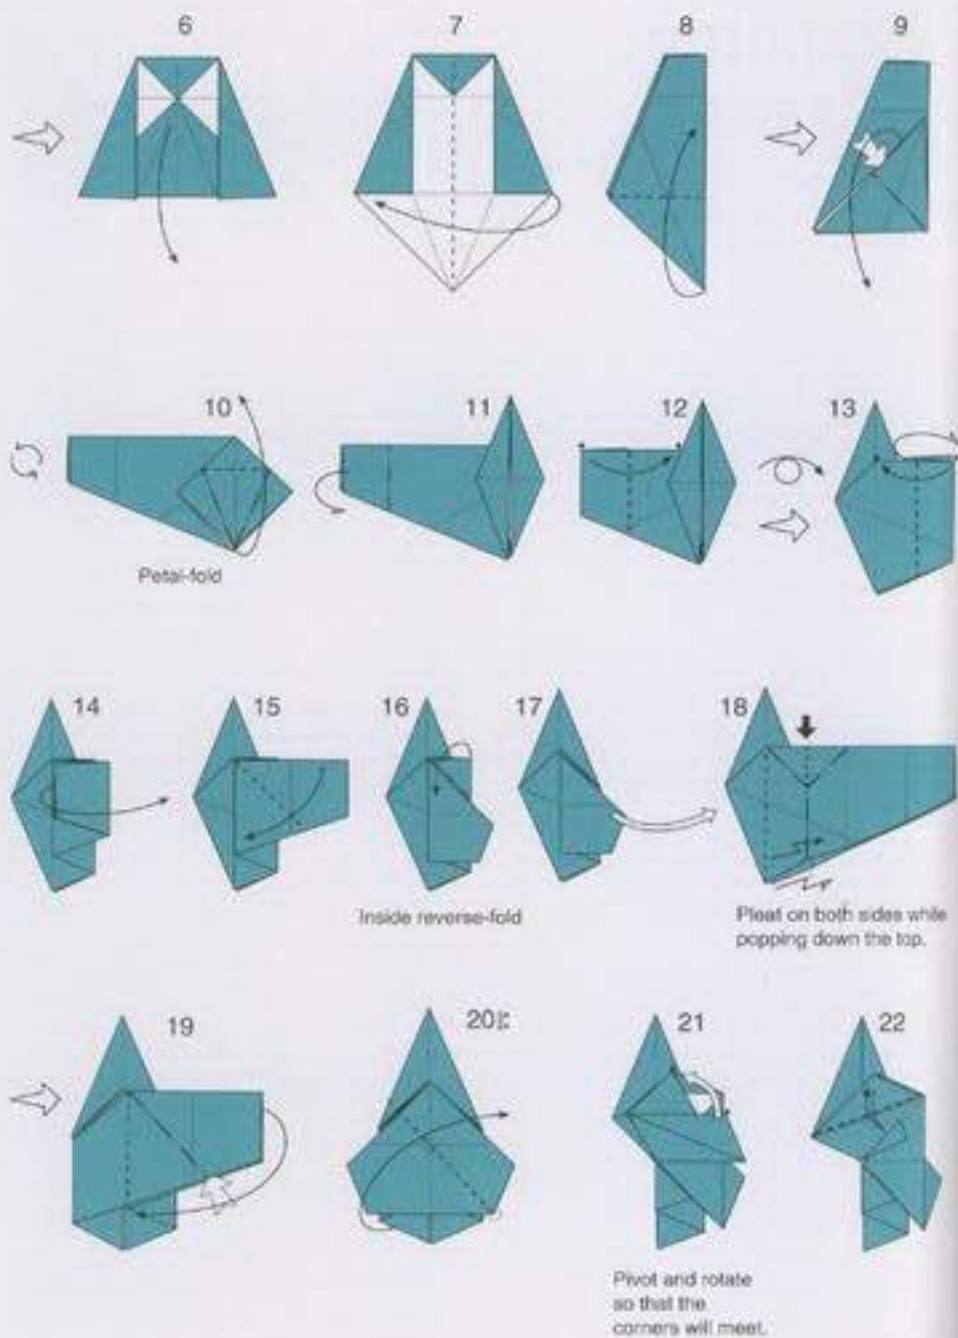 6 7 8 9
10 11 12 13
Petal-fold
14 15 16 17 18
Inside reverse-fold
Pleat on both sides while
popping down the top.
19 20 21 22
Pivot and rotate
so that the
corners will meet.